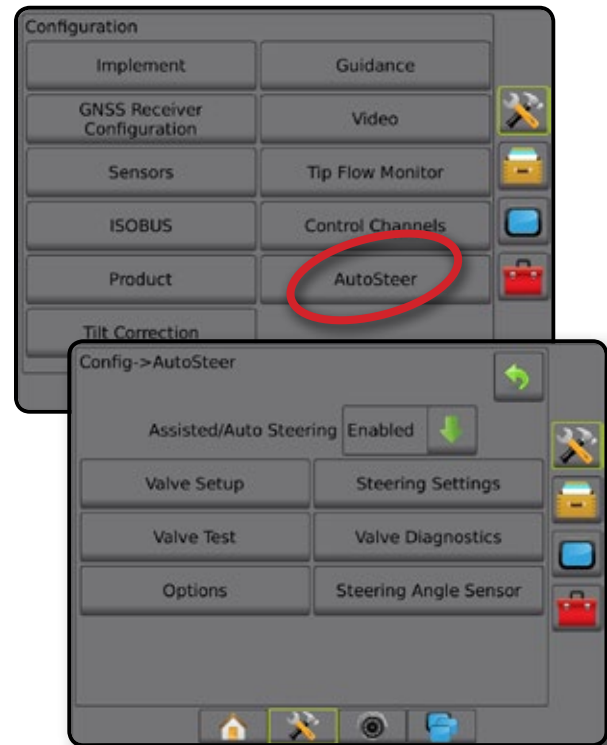 Configuration
Implement
Guidance
GNSS Receiver
Configuration
Video
Sensors
Tip Flow Monitor
ISOBUS
Control Channels
Product
AutoSteer
Tilt Correction
Config->AutoSteer
Assisted/Auto Steering Enabled
Valve Setup
Steering Settings
Valve Test
Valve Diagnostics
Options
Steering Angle Sensor